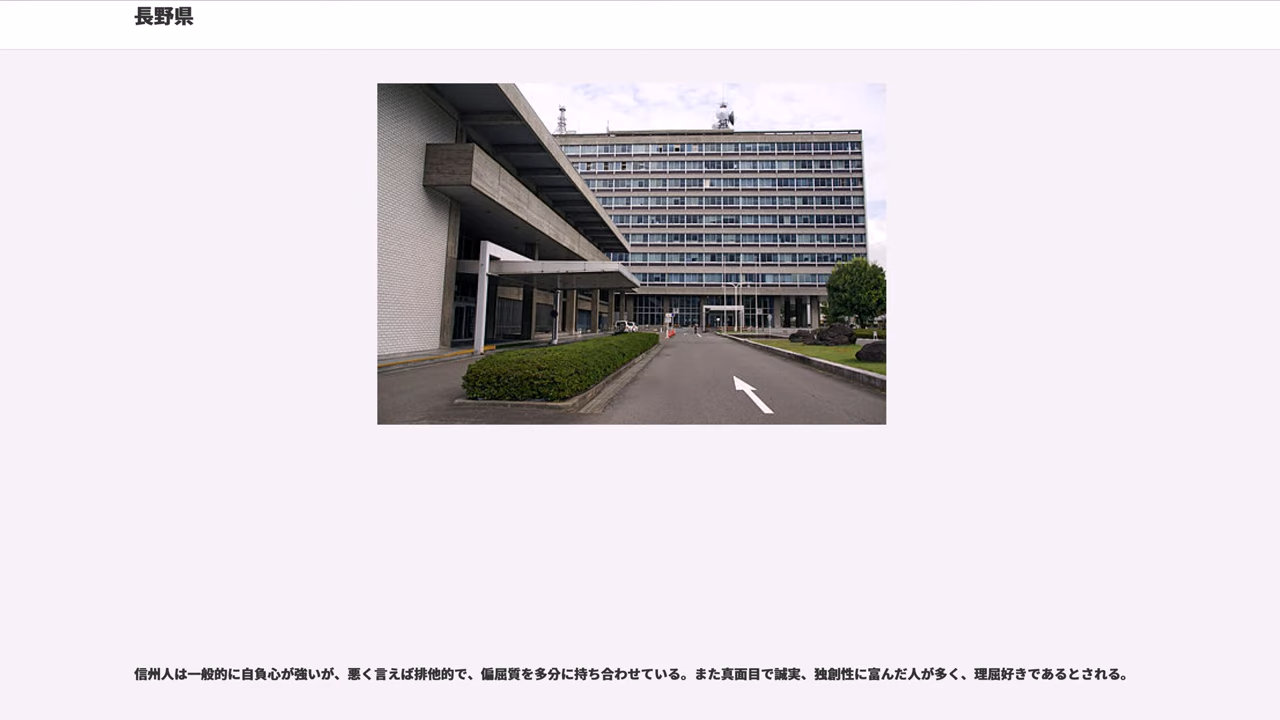 長野県
信州人は一般的に自負心が強いが、悪く言えば排他的で、偏屈質を多分に持ち合わせている。また真面目で誠実、独創性に富んだ人が多く、理屈好きであるとされる。